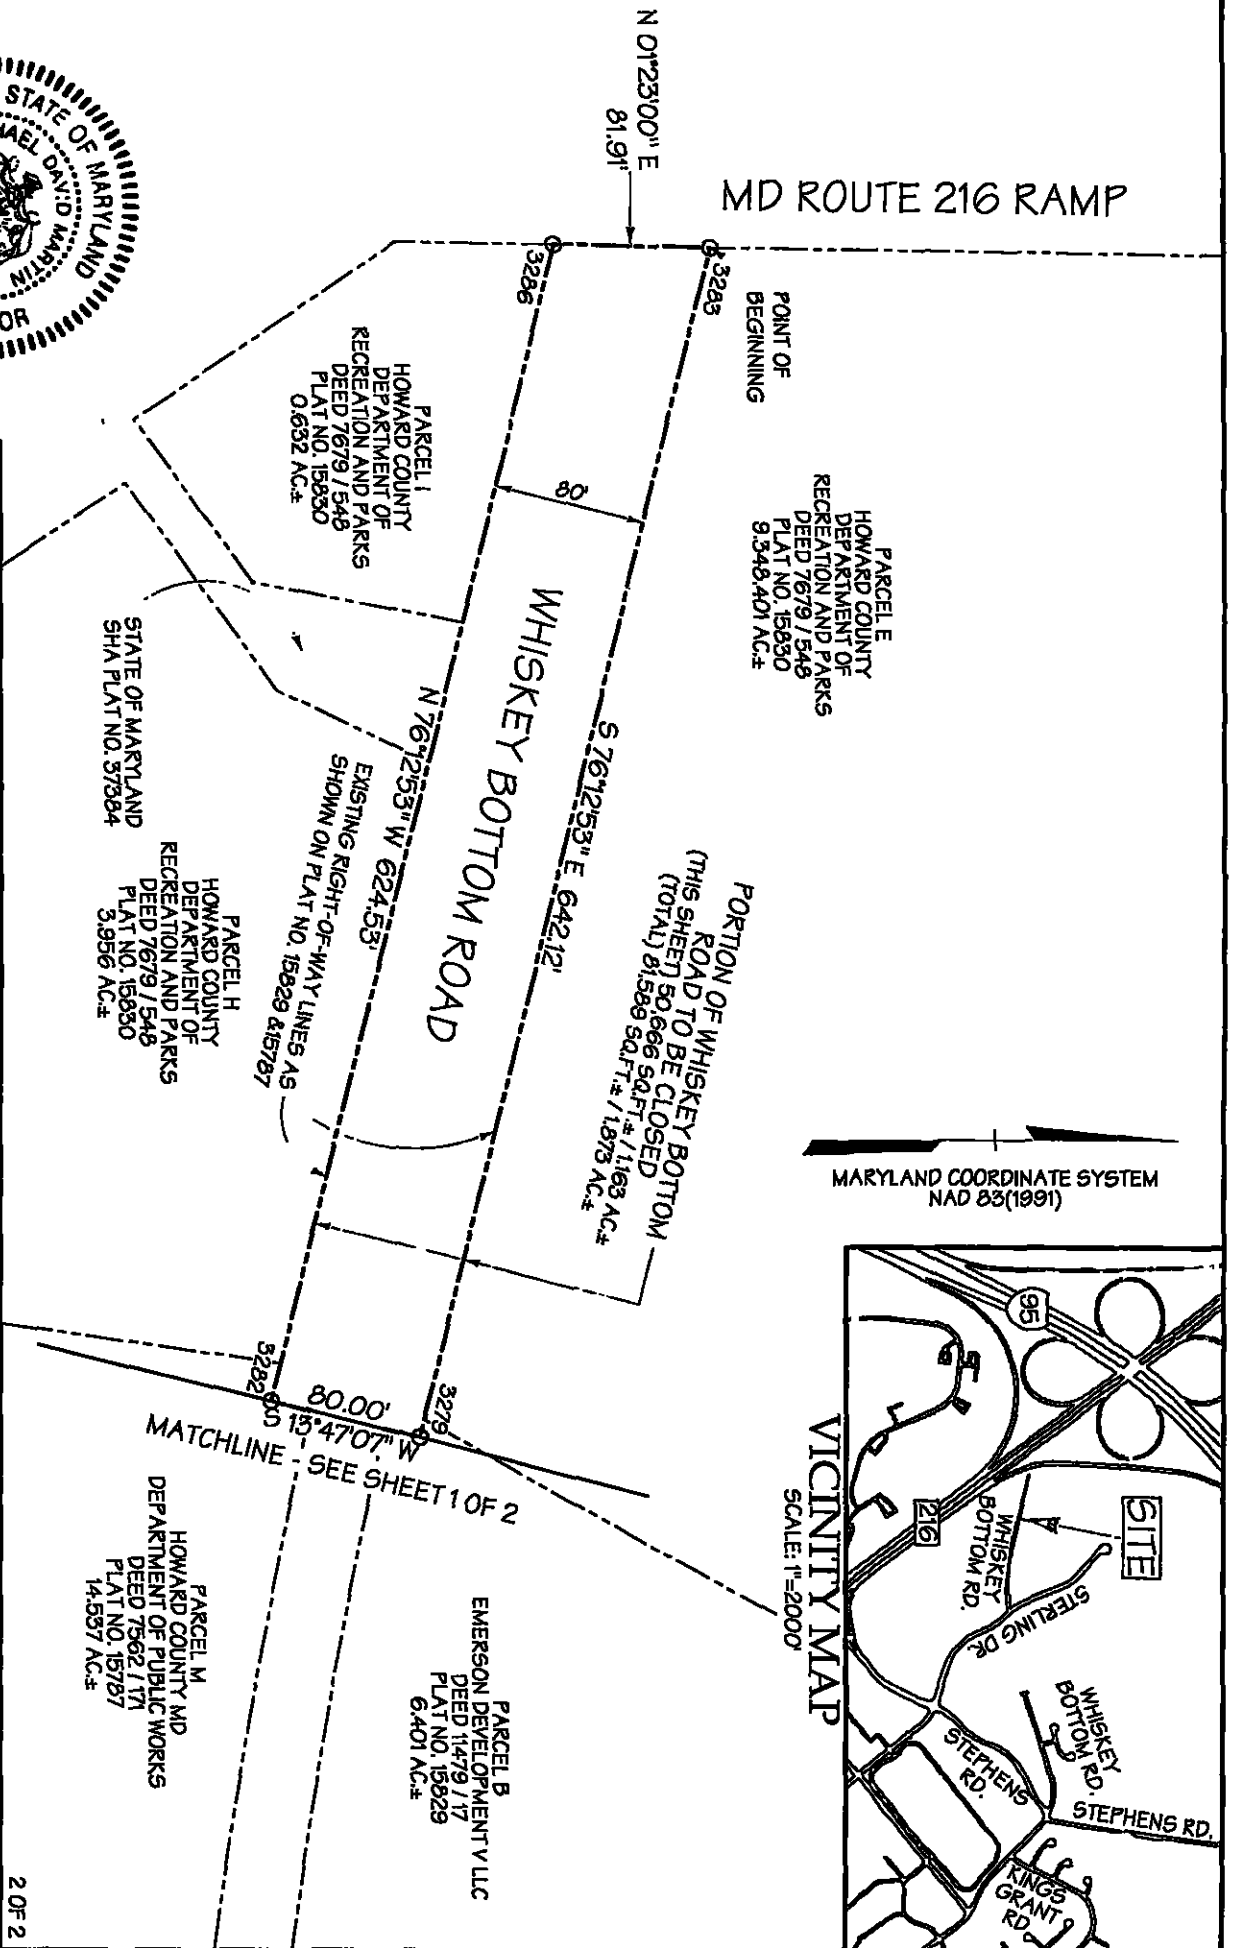 N 01°23'00" E
81.91'
MD ROUTE 216 RAMP
3286
3283
POINT OF
BEGINNING
PARCEL E
HOWARD COUNTY
DEPARTMENT OF
RECREATION AND PARKS
DEED 7679 / 548
PLAT NO. 15830
9.348.401 AC.±
PARCEL I
HOWARD COUNTY
DEPARTMENT OF
RECREATION AND PARKS
DEED 7679 / 548
PLAT NO. 15830
0.632 AC.±
80'
WHISKEY BOTTOM ROAD
S 76°12'53" E 642.12'
N 76°12'53" W 624.53'
EXISTING RIGHT-OF-WAY LINES AS
SHOWN ON PLAT NO. 15829 &15787
STATE OF MARYLAND
SHA PLAT NO. 37384
PARCEL H
HOWARD COUNTY
DEPARTMENT OF
RECREATION AND PARKS
DEED 7679 / 548
PLAT NO. 15830
3.956 AC.±
PORTION OF WHISKEY BOTTOM
ROAD TO BE CLOSED
(THIS SHEET) 50,666 SQ.FT.± / 1.163 AC.±
(TOTAL) 81,589 SQ.FT.± / 1.873 AC.±
3282
3279
80.00'
S 13°47'07" W
MATCHLINE - SEE SHEET 1 OF 2
PARCEL M
HOWARD COUNTY MD
DEPARTMENT OF PUBLIC WORKS
DEED 7562 / 171
PLAT NO. 15787
14.537 AC.±
PARCEL B
EMERSON DEVELOPMENT V LLC
DEED 11479 / 17
PLAT NO. 15829
6.401 AC.±
MARYLAND COORDINATE SYSTEM
NAD 83(1991)
VICINITY MAP
SCALE: 1"=2000'
95
216
SITE
WHISKEY
BOTTOM RD.
STERLING DR.
WHISKEY
BOTTOM RD.
STEPHENS
RD.
STEPHENS RD.
KINGS
GRANT
RD.
STATE OF MARYLAND
DAVID MARTIN
2 OF 2